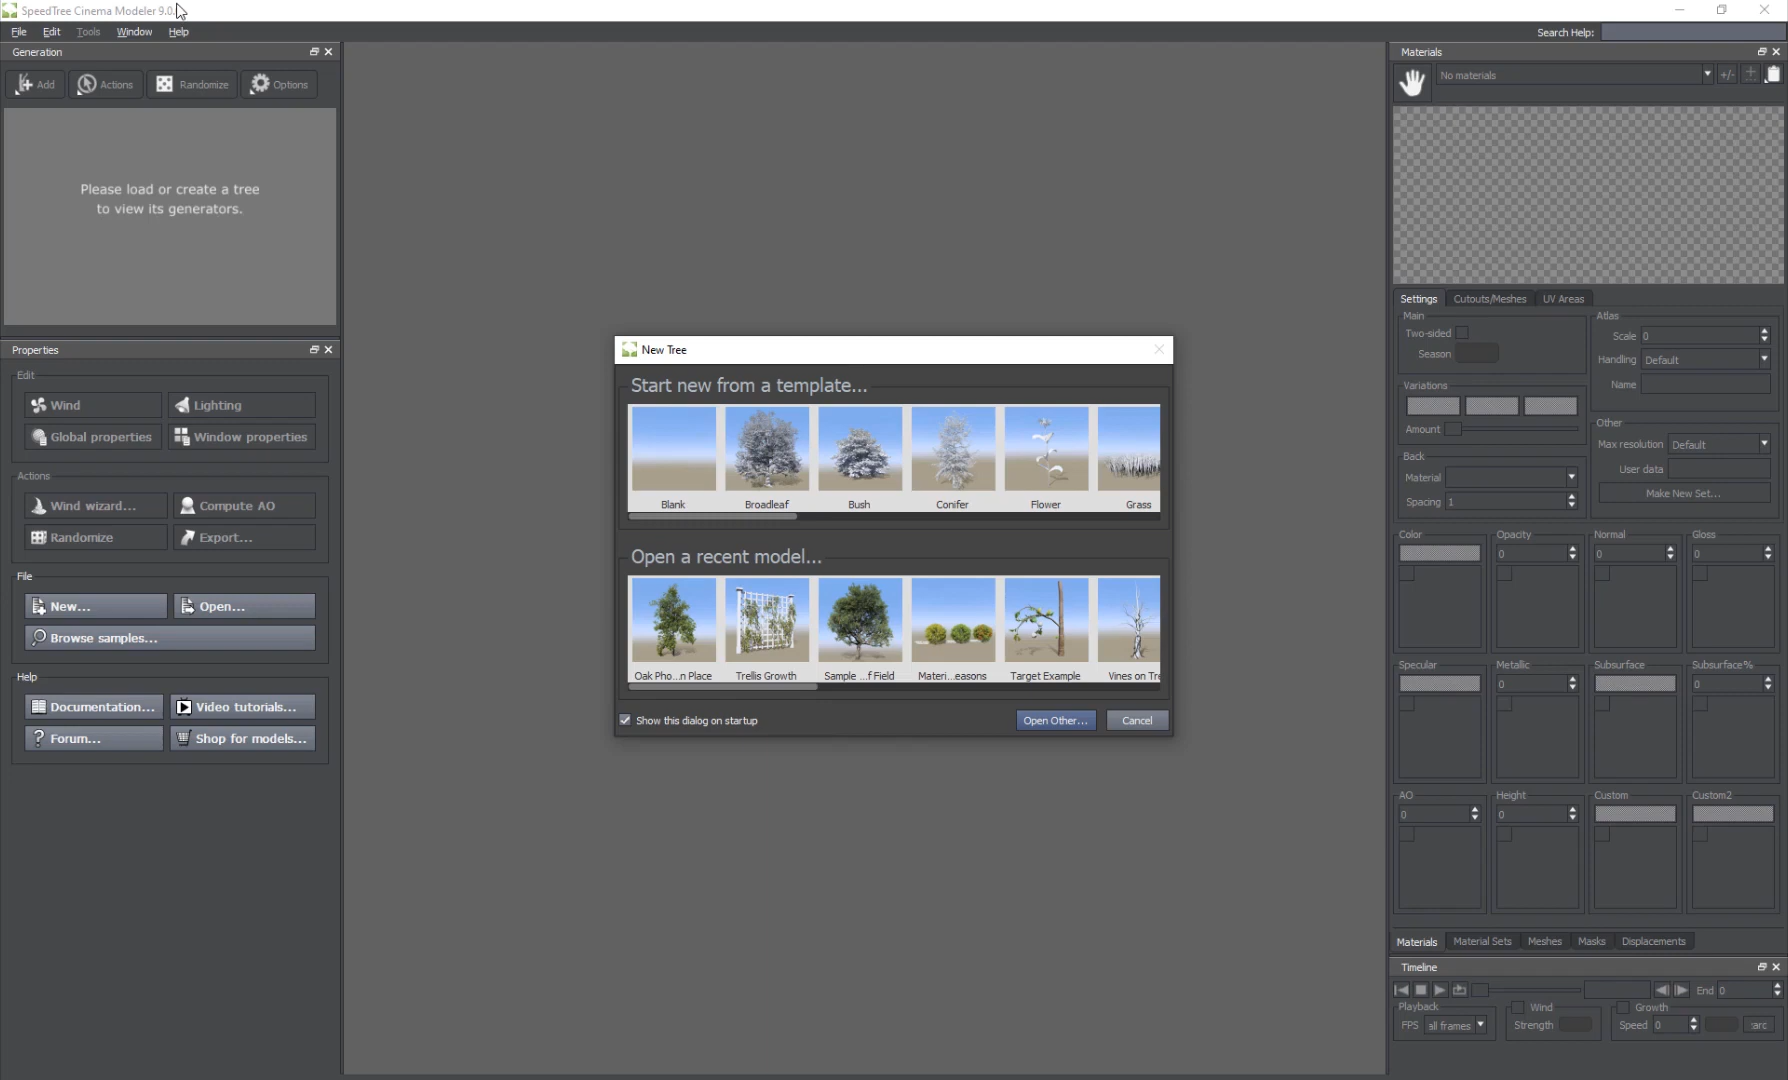 SpeedTree Cinema Modeler 9.0.
File Edit Tools Window Help
Search Help:
Generation
Add Actions Randomize Options
Please load or create a tree
to view its generators.
Properties
Edit
Wind Lighting
Global properties Window properties
Actions
Wind wizard... Compute AO
Randomize Export...
File
New... Open...
Browse samples...
Help
Documentation... Video tutorials...
Forum... Shop for models...
New Tree
Start new from a template...
Blank Broadleaf Bush Conifer Flower Grass
Open a recent model...
Oak Pho...n Place Trellis Growth Sample ...f Field Materi...easons Target Example Vines on Tre
Show this dialog on startup
Open Other... Cancel
Materials
No materials +/-
Settings Cutouts/Meshes UV Areas
Main
Two-sided
Season
Variations
Amount
Back
Material
Spacing 1
Atlas
Scale 0
Handling Default
Name
Other
Max resolution Default
User data
Make New Set...
Color Opacity Normal Gloss
0 0 0
Specular Metallic Subsurface Subsurface%
0 0
AO Height Custom Custom2
0 0
Materials Material Sets Meshes Masks Displacements
Timeline
End 0
Playback Wind Growth
FPS all frames Strength Speed 0 arc